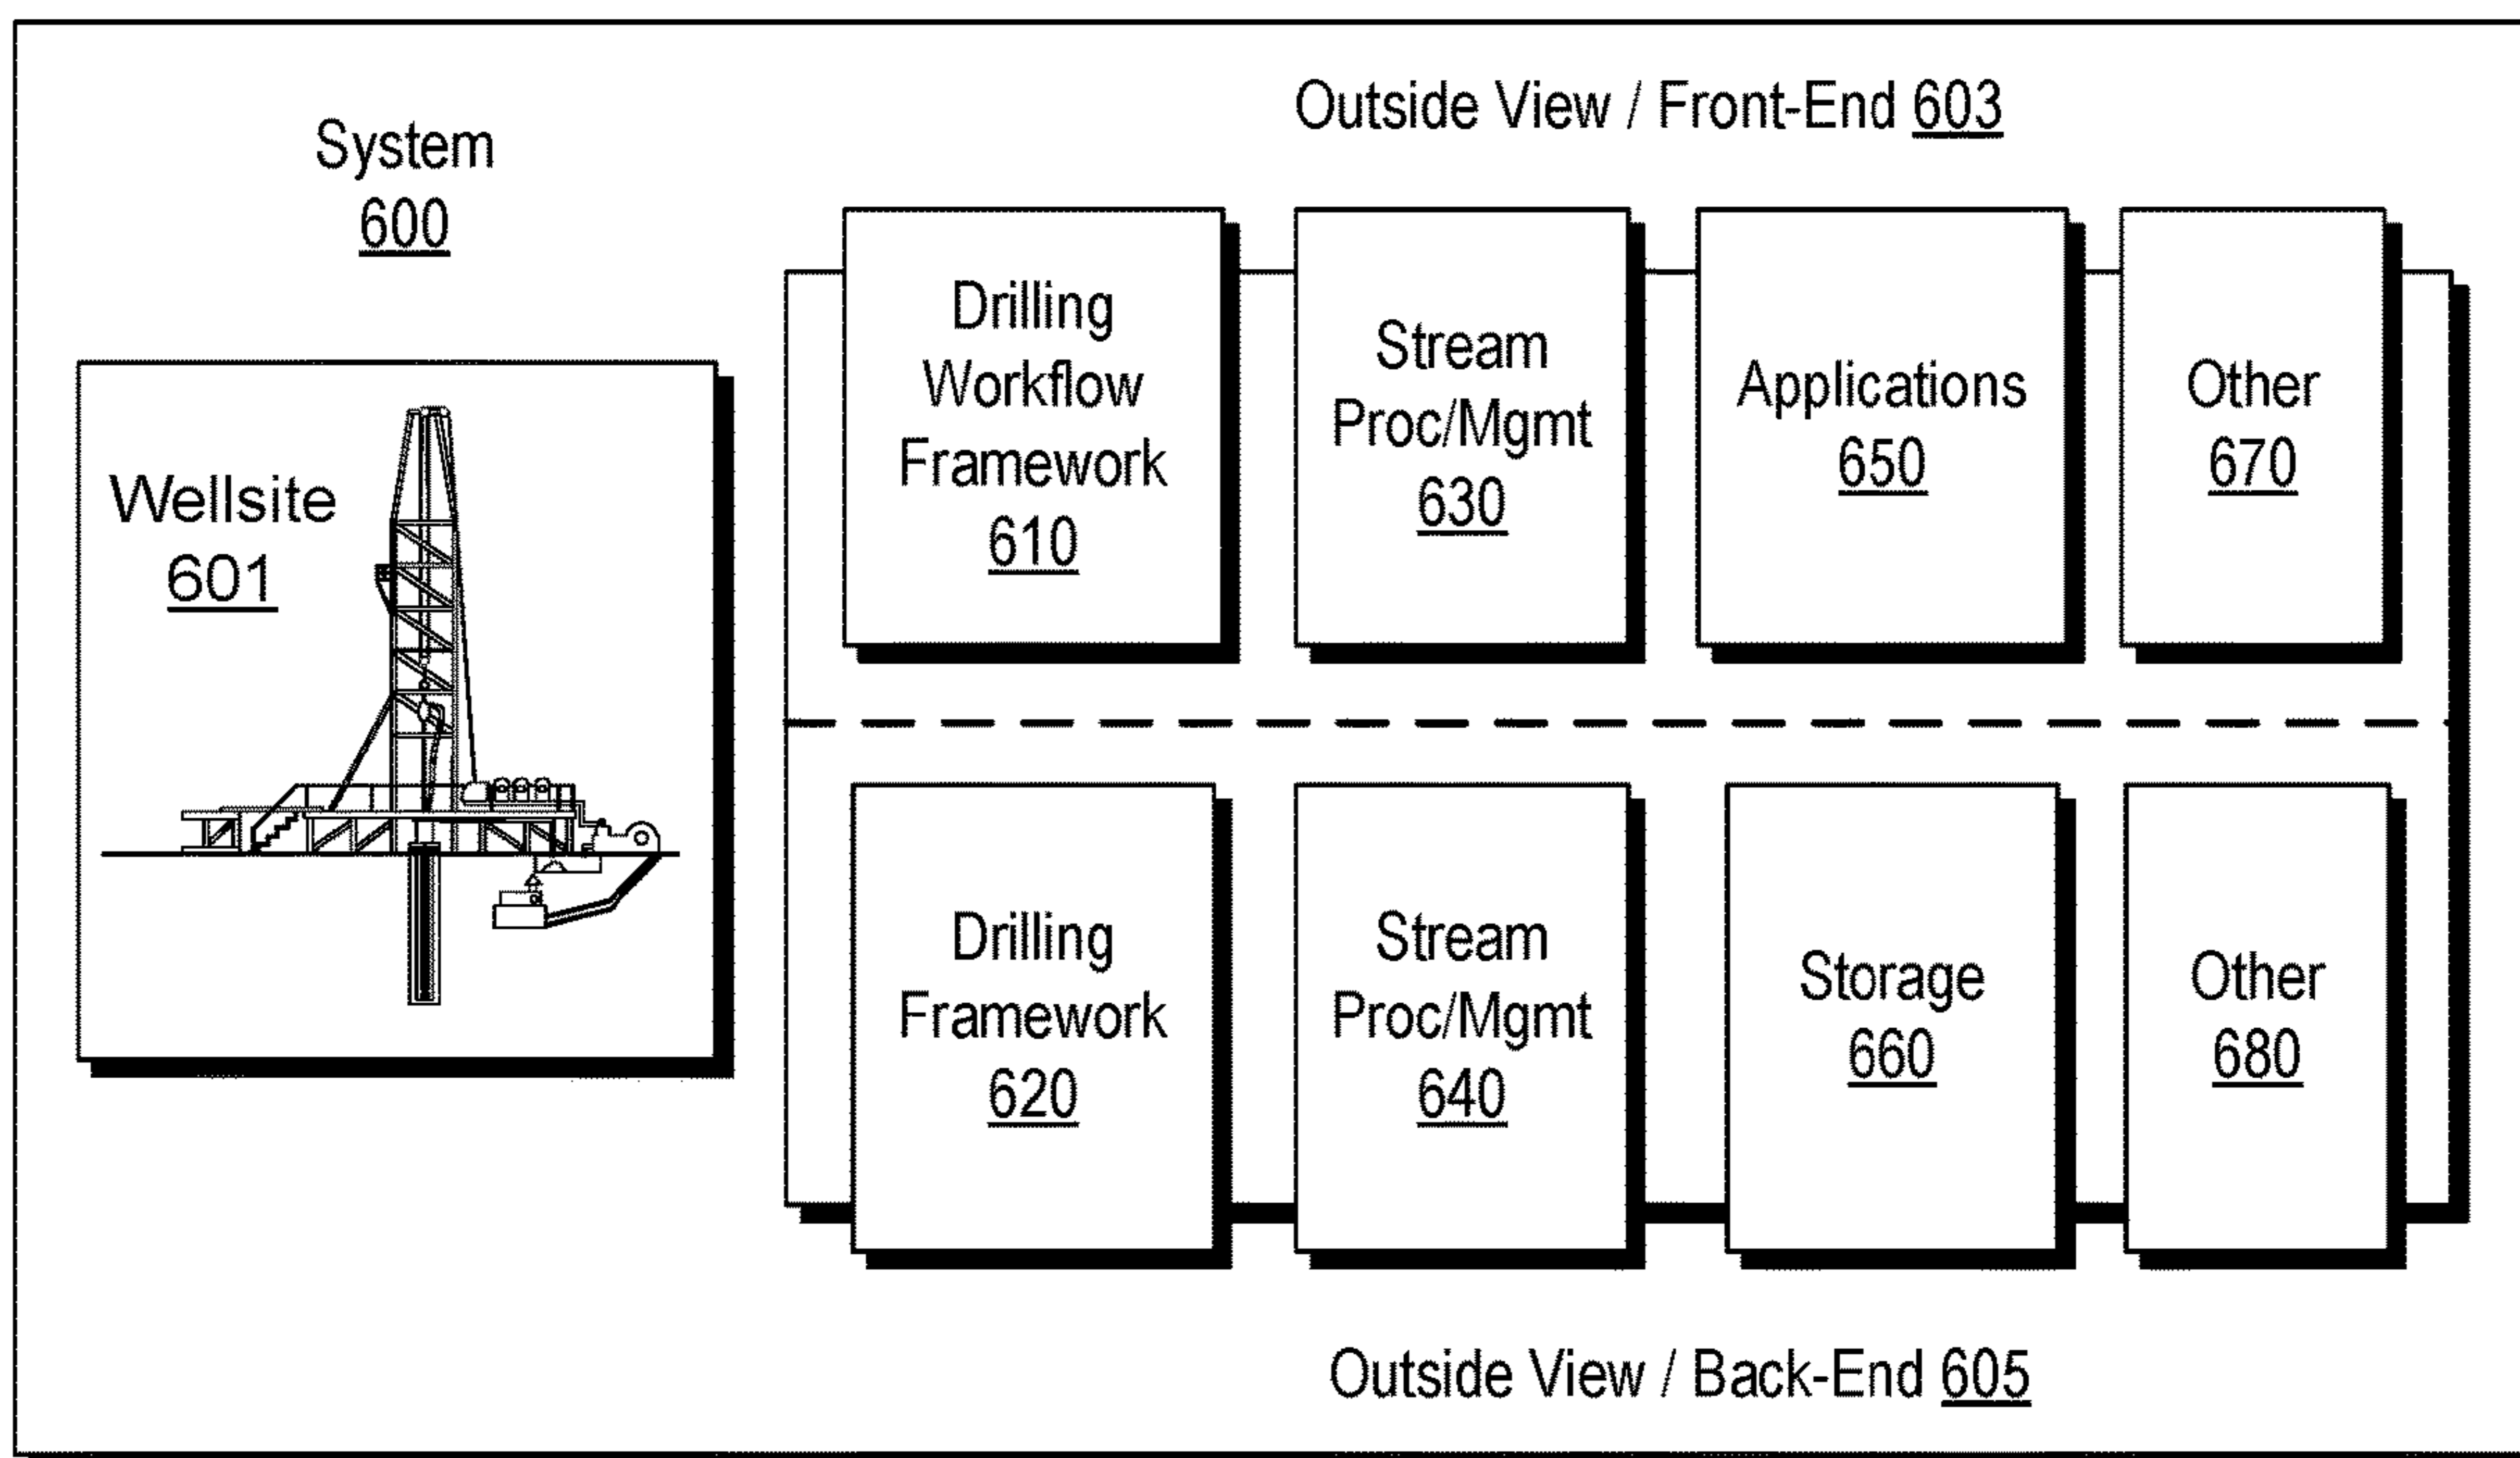 System
600
Outside View / Front-End 603
Wellsite
601
Drilling
Workflow
Framework
610
Stream
Proc/Mgmt
630
Applications
650
Other
670
Drilling
Framework
620
Stream
Proc/Mgmt
640
Storage
660
Other
680
Outside View / Back-End 605